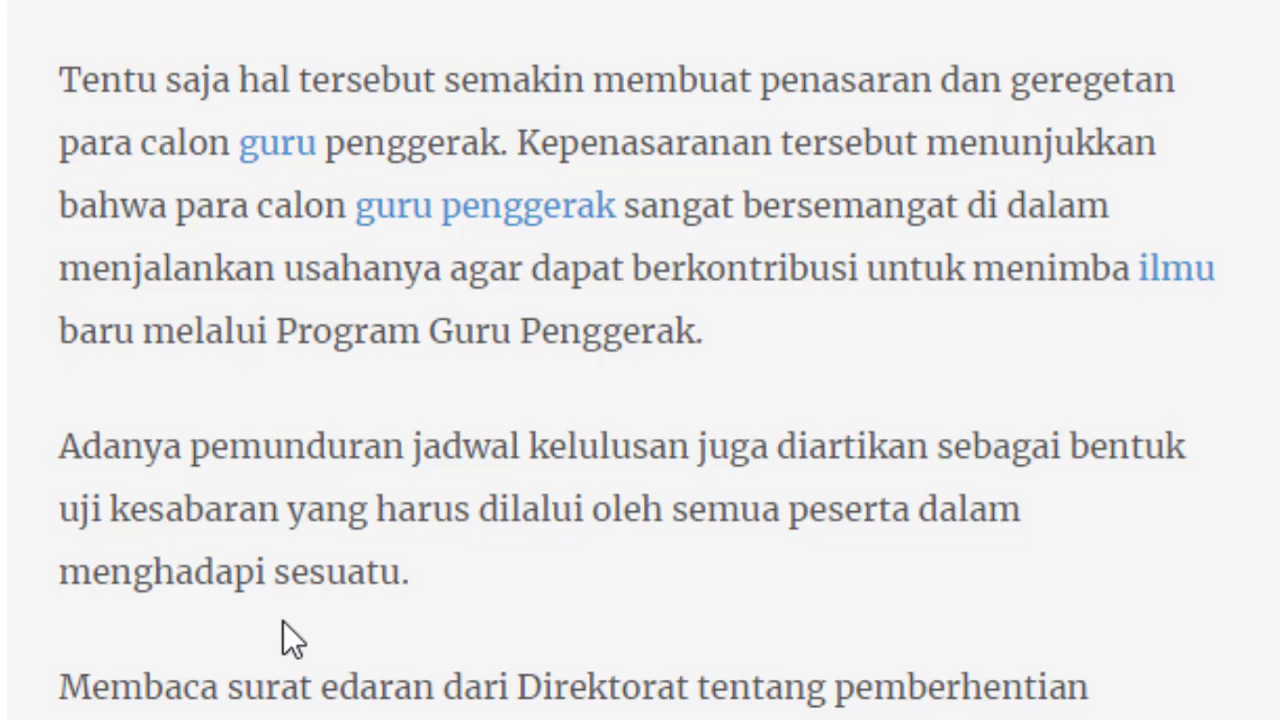 Tentu saja hal tersebut semakin membuat penasaran dan geregetan
para calon guru penggerak. Kepenasaranan tersebut menunjukkan
bahwa para calon guru penggerak sangat bersemangat di dalam
menjalankan usahanya agar dapat berkontribusi untuk menimba ilmu
baru melalui Program Guru Penggerak.
Adanya pemunduran jadwal kelulusan juga diartikan sebagai bentuk
uji kesabaran yang harus dilalui oleh semua peserta dalam
menghadapi sesuatu.
Membaca surat edaran dari Direktorat tentang pemberhentian